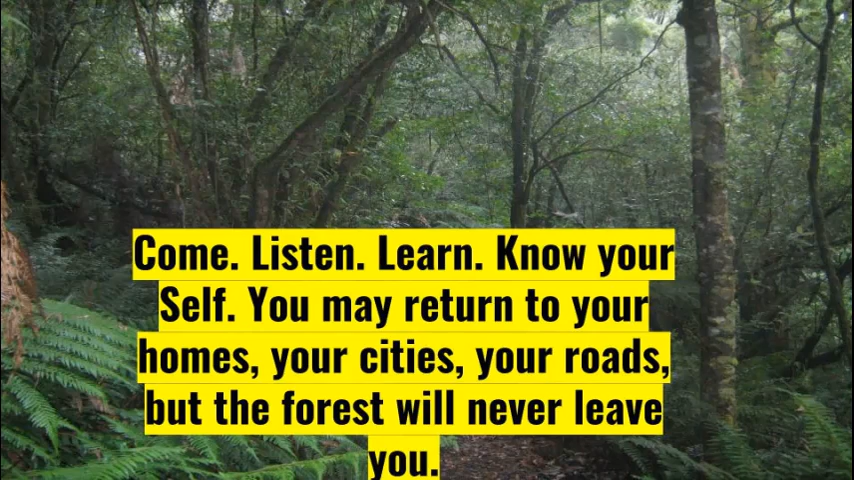 Come. Listen. Learn. Know your
Self. You may return to your
homes, your cities, your roads,
but the forest will never leave
you.